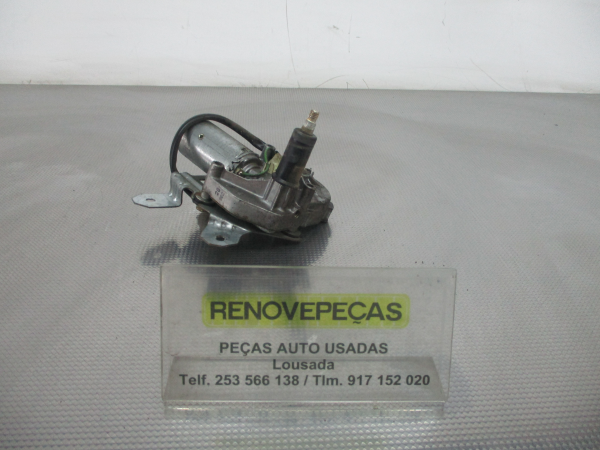 RENOVEPEÇAS
PEÇAS AUTO USADAS
Lousada
Telf. 253 566 138 / Tlm. 917 152 020